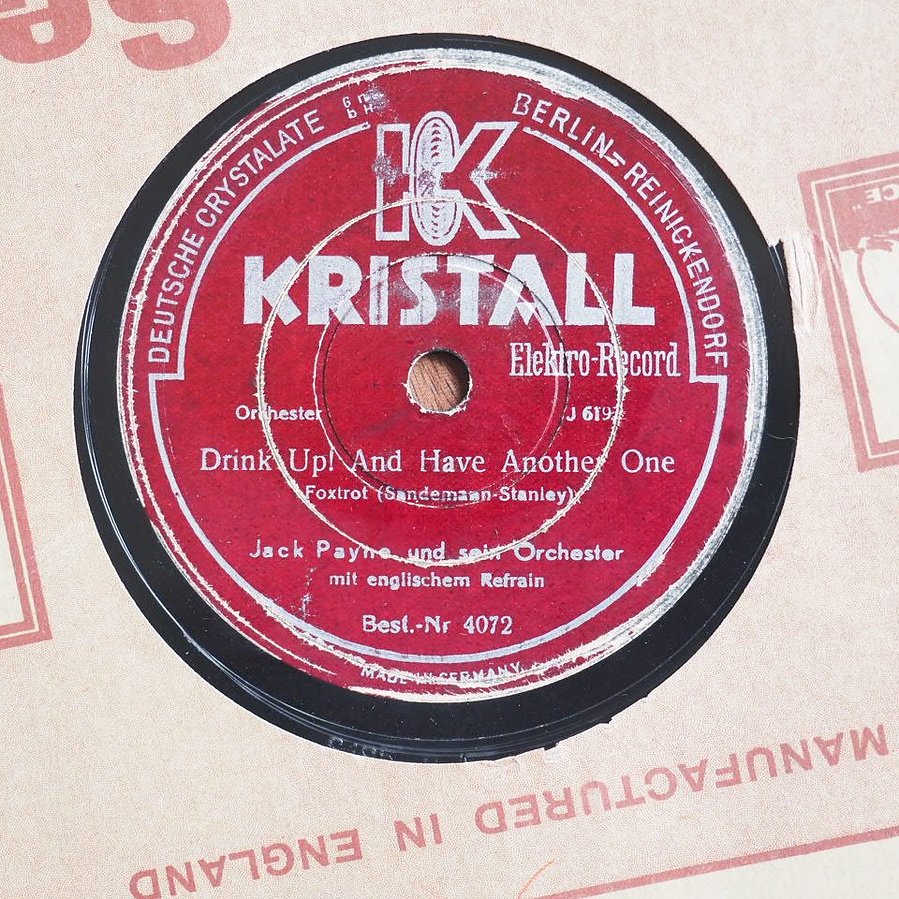 DEUTSCHE CRYSTALATE GmbH BERLIN=REINICKENDORF
K
KRISTALL
Elektro-Record
Orchester
Drink Up! And Have Another One
Foxtrot (Sandemann-Stanley)
Jack Payne und sein Orchester
mit englischem Refrain
Best.-Nr 4072
MADE IN GERMANY
MANUFACTURED IN ENGLAND